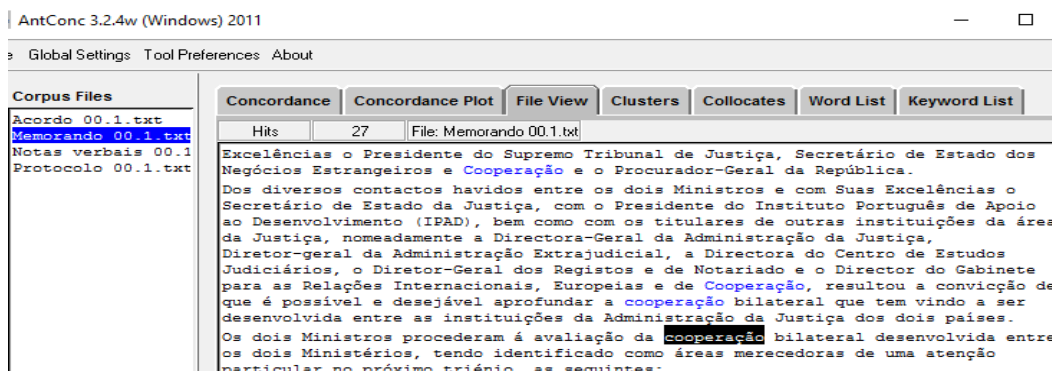 AntConc 3.2.4w (Windows) 2011
Global Settings Tool Preferences About
Corpus Files
Concordance Concordance Plot File View Clusters Collocates Word List Keyword List
Acordo 00.1.txt
Memorando 00.1.txt
Notas verbais 00.1
Protocolo 00.1.txt
Hits 27 File: Memorando 00.1.txt
Excelências o Presidente do Supremo Tribunal de Justiça, Secretário de Estado dos
Negócios Estrangeiros e Cooperação e o Procurador-Geral da República.
Dos diversos contactos havidos entre os dois Ministros e com Suas Excelências o
Secretário de Estado da Justiça, com o Presidente do Instituto Português de Apoio
ao Desenvolvimento (IPAD), bem como com os titulares de outras instituições da área
da Justiça, nomeadamente a Directora-Geral da Administração da Justiça,
Diretor-geral da Administração Extrajudicial, a Directora do Centro de Estudos
Judiciários, o Diretor-Geral dos Registos e de Notariado e o Director do Gabinete
para as Relações Internacionais, Europeias e de Cooperação, resultou a convicção de
que é possível e desejável aprofundar a cooperação bilateral que tem vindo a ser
desenvolvida entre as instituições da Administração da Justiça dos dois países.
Os dois Ministros procederam á avaliação da cooperação bilateral desenvolvida entre
os dois Ministérios, tendo identificado como áreas merecedoras de uma atenção
particular no próximo triénio, as seguintes: